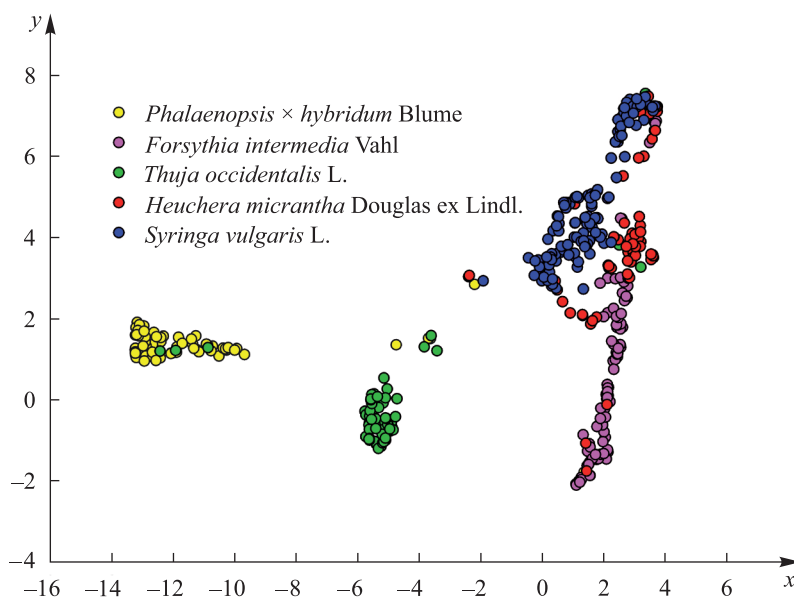 y
8
6
4
2
0
–2
–4
Phalaenopsis × hybridum Blume
Forsythia intermedia Vahl
Thuja occidentalis L.
Heuchera micrantha Douglas ex Lindl.
Syringa vulgaris L.
–16 –14 –12 –10 –8 –6 –4 –2 0 2 4 6 x